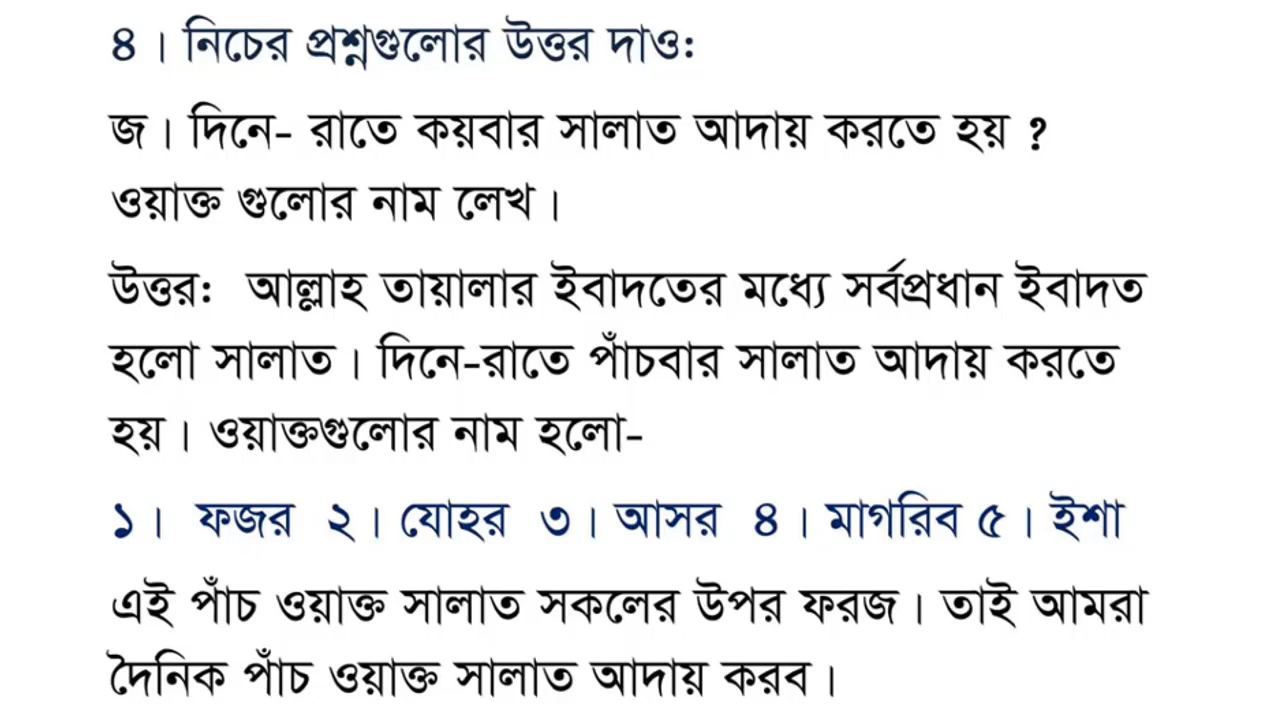 ৪। নিচের প্রশ্নগুলোর উত্তর দাও:
জ। দিনে- রাতে কয়বার সালাত আদায় করতে হয় ?
ওয়াক্ত গুলোর নাম লেখ।
উত্তর: আল্লাহ তায়ালার ইবাদতের মধ্যে সর্বপ্রধান ইবাদত
হলো সালাত। দিনে-রাতে পাঁচবার সালাত আদায় করতে
হয়। ওয়াক্তগুলোর নাম হলো-
১। ফজর ২। যোহর ৩। আসর ৪। মাগরিব ৫। ইশা
এই পাঁচ ওয়াক্ত সালাত সকলের উপর ফরজ। তাই আমরা
দৈনিক পাঁচ ওয়াক্ত সালাত আদায় করব।